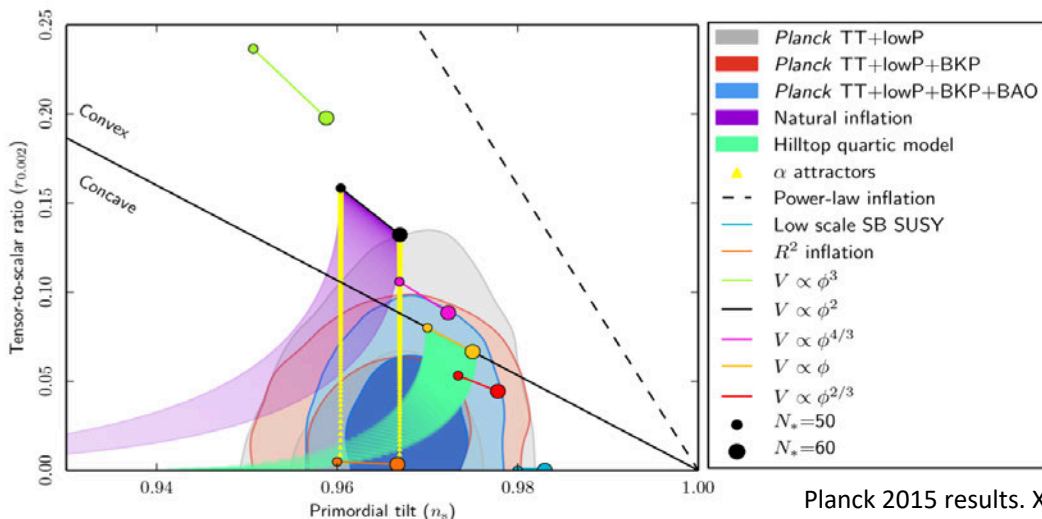 0.25
0.20
0.15
0.10
0.05
0.00
Tensor-to-scalar ratio (r₀.₀₀₂)
Convex
Concave
0.94
0.96
0.98
1.00
Primordial tilt (nₛ)
Planck TT+lowP
Planck TT+lowP+BKP
Planck TT+lowP+BKP+BAO
Natural inflation
Hilltop quartic model
α attractors
Power-law inflation
Low scale SB SUSY
R² inflation
V ∝ ϕ³
V ∝ ϕ²
V ∝ ϕ^{4/3}
V ∝ ϕ
V ∝ ϕ^{2/3}
N∗=50
N∗=60
Planck 2015 results. X